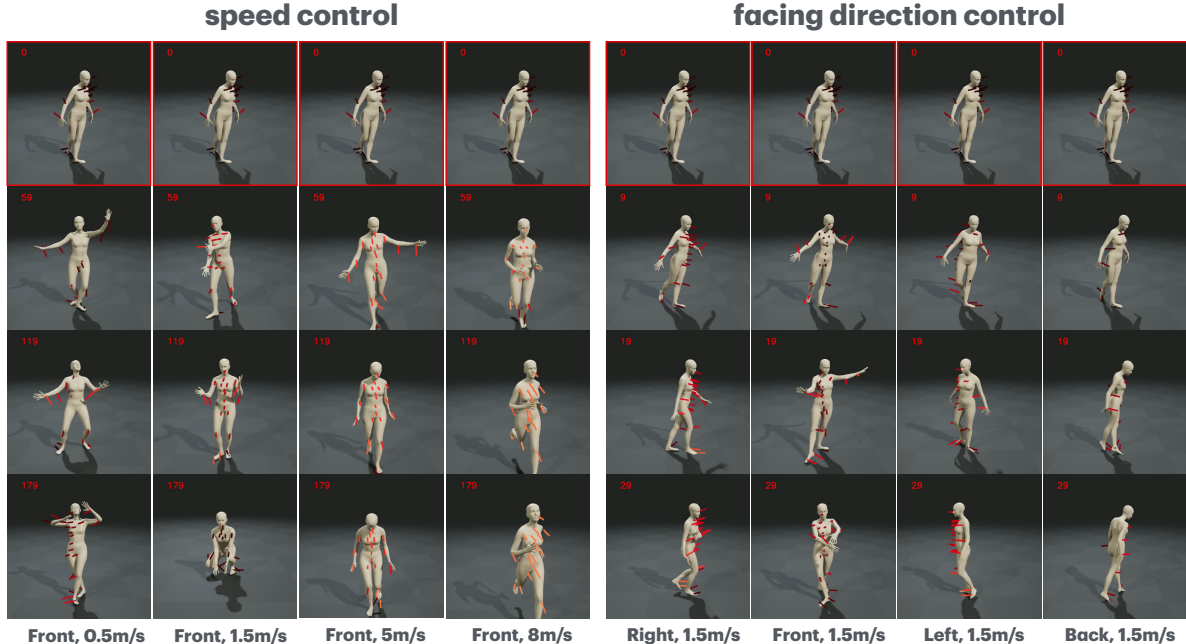 speed control facing direction control
0 0 0 0 0 0 0 0
59 59 59 59 9 9 9 9
119 119 119 119 19 19 19 19
179 179 179 179 29 29 29 29
Front, 0.5m/s Front, 1.5m/s Front, 5m/s Front, 8m/s Right, 1.5m/s Front, 1.5m/s Left, 1.5m/s Back, 1.5m/s